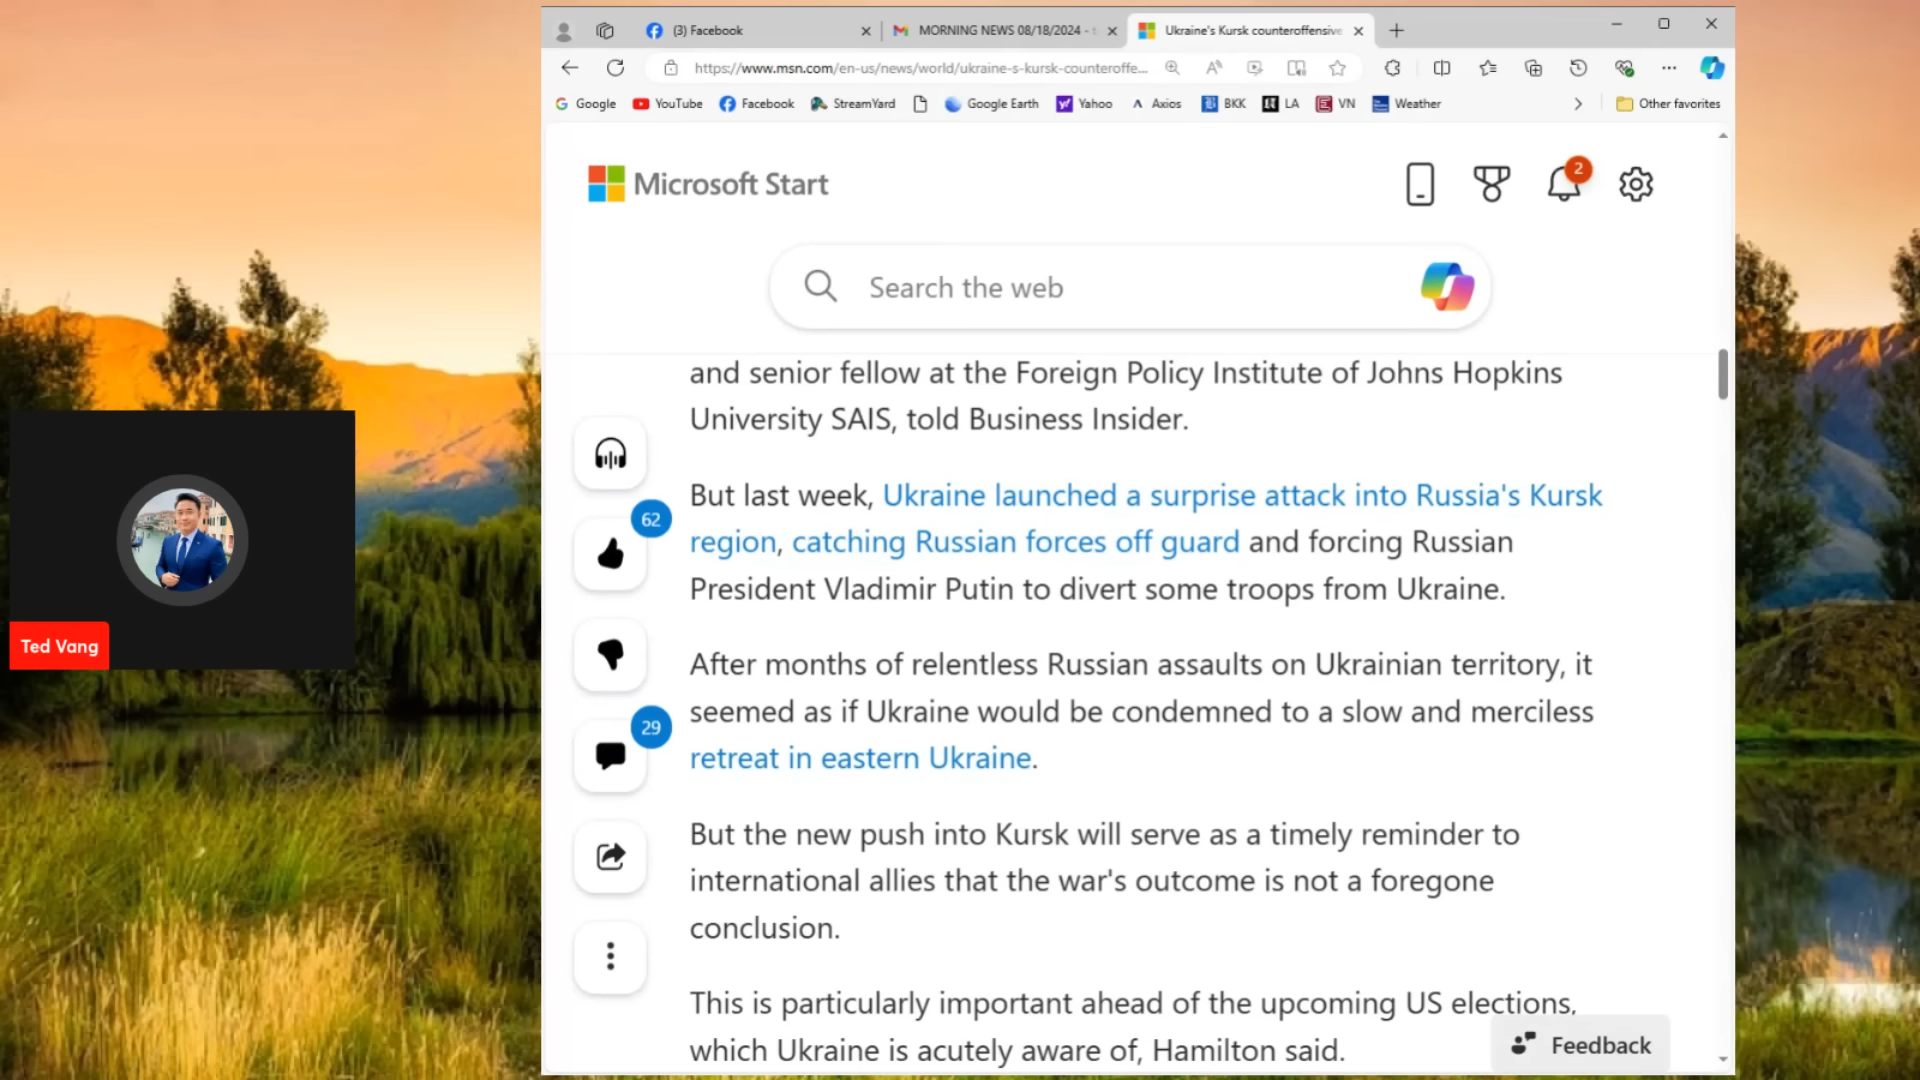 (3) Facebook
MORNING NEWS 08/18/2024 -
Ukraine's Kursk counteroffensive
https://www.msn.com/en-us/news/world/ukraine-s-kursk-counteroffe...
Google YouTube Facebook StreamYard Google Earth Yahoo Axios BKK LA VN Weather Other favorites
Microsoft Start
2
Search the web
and senior fellow at the Foreign Policy Institute of Johns Hopkins
University SAIS, told Business Insider.
But last week, Ukraine launched a surprise attack into Russia's Kursk
region, catching Russian forces off guard and forcing Russian
President Vladimir Putin to divert some troops from Ukraine.
After months of relentless Russian assaults on Ukrainian territory, it
seemed as if Ukraine would be condemned to a slow and merciless
retreat in eastern Ukraine.
But the new push into Kursk will serve as a timely reminder to
international allies that the war's outcome is not a foregone
conclusion.
This is particularly important ahead of the upcoming US elections,
which Ukraine is acutely aware of, Hamilton said.
62
29
Feedback
Ted Vang